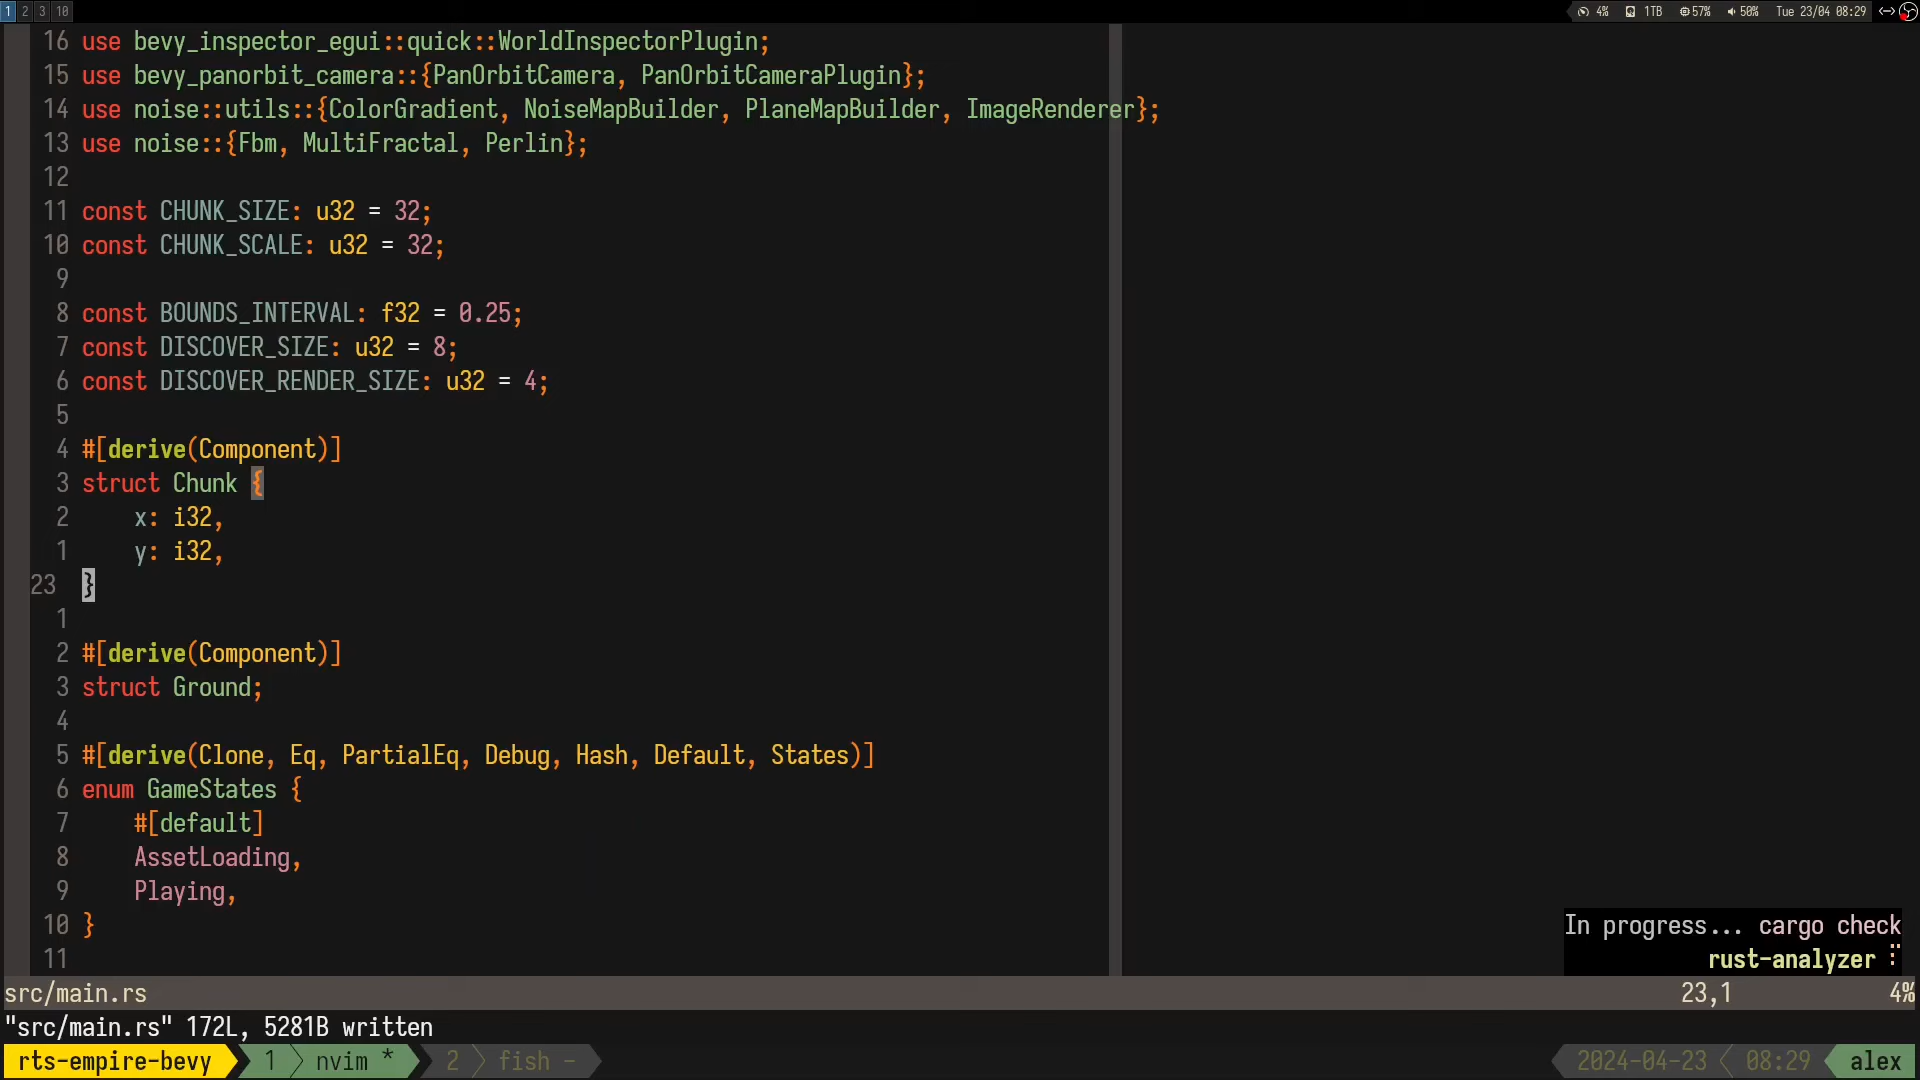 1 2 3 10 4% 1TB 57% 50% Tue 23/04 08:29
16 use bevy_inspector_egui::quick::WorldInspectorPlugin;
15 use bevy_panorbit_camera::{PanOrbitCamera, PanOrbitCameraPlugin};
14 use noise::utils::{ColorGradient, NoiseMapBuilder, PlaneMapBuilder, ImageRenderer};
13 use noise::{Fbm, MultiFractal, Perlin};
12
11 const CHUNK_SIZE: u32 = 32;
10 const CHUNK_SCALE: u32 = 32;
9
8 const BOUNDS_INTERVAL: f32 = 0.25;
7 const DISCOVER_SIZE: u32 = 8;
6 const DISCOVER_RENDER_SIZE: u32 = 4;
5
4 #[derive(Component)]
3 struct Chunk {
2     x: i32,
1     y: i32,
23 }
1
2 #[derive(Component)]
3 struct Ground;
4
5 #[derive(Clone, Eq, PartialEq, Debug, Hash, Default, States)]
6 enum GameStates {
7     #[default]
8     AssetLoading,
9     Playing,
10 }
11
In progress... cargo check
rust-analyzer
src/main.rs 23,1 4%
"src/main.rs" 172L, 5281B written
rts-empire-bevy 1 nvim * 2 fish - 2024-04-23 08:29 alex